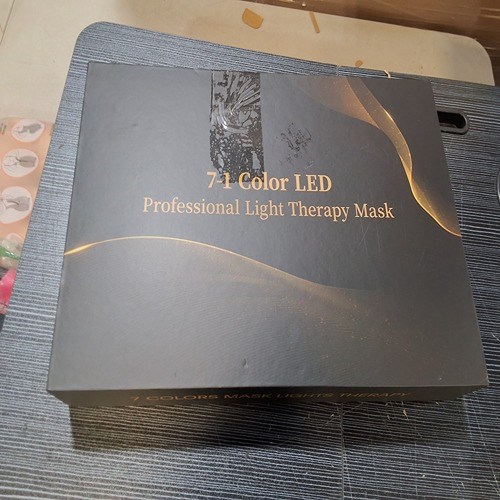 7-1 Color LED
Professional Light Therapy Mask
7 COLORS MASK LIGHTS THERAPY